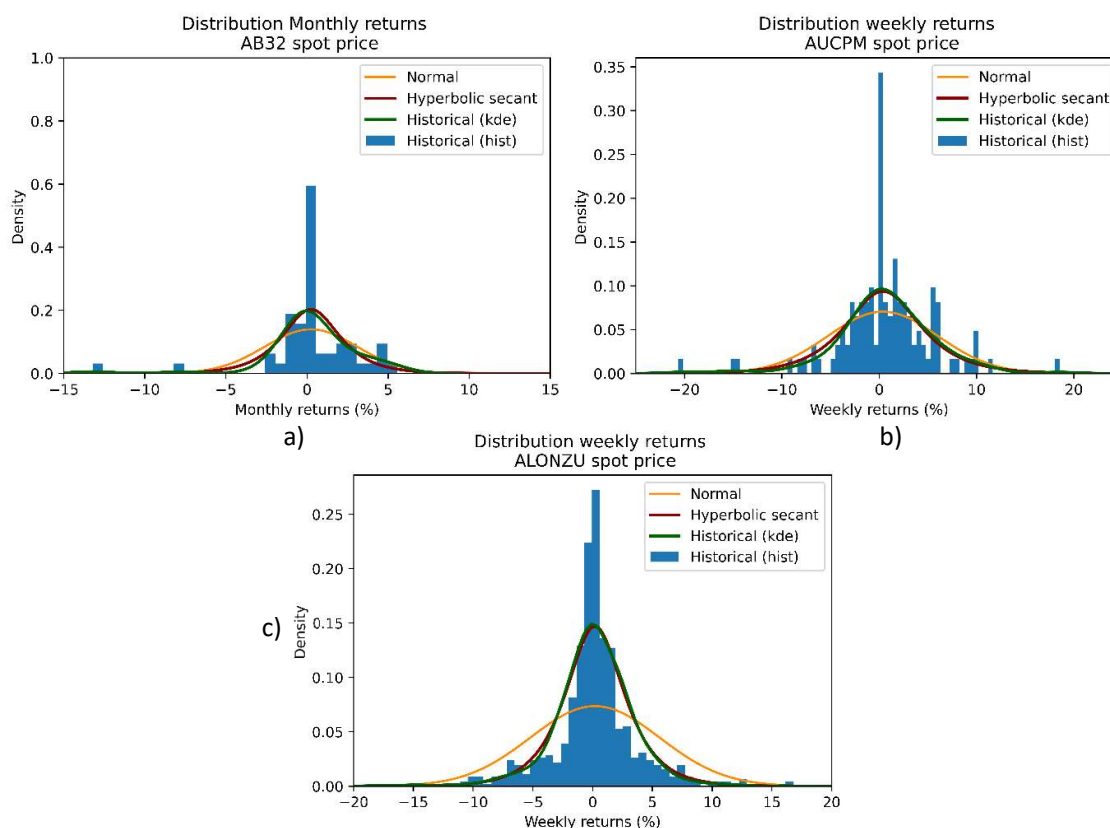 Distribution Monthly returns
AB32 spot price
1.0
0.8
0.6
0.4
0.2
0.0
Density
Normal
Hyperbolic secant
Historical (kde)
Historical (hist)
−15
−10
−5
0
5
10
15
Monthly returns (%)
a)
Distribution weekly returns
AUCPM spot price
0.35
0.30
0.25
0.20
0.15
0.10
0.05
0.00
Density
Normal
Hyperbolic secant
Historical (kde)
Historical (hist)
−20
−10
0
10
20
Weekly returns (%)
b)
Distribution weekly returns
ALONZU spot price
0.25
0.20
0.15
0.10
0.05
0.00
c)
Density
Normal
Hyperbolic secant
Historical (kde)
Historical (hist)
−20
−15
−10
−5
0
5
10
15
20
Weekly returns (%)